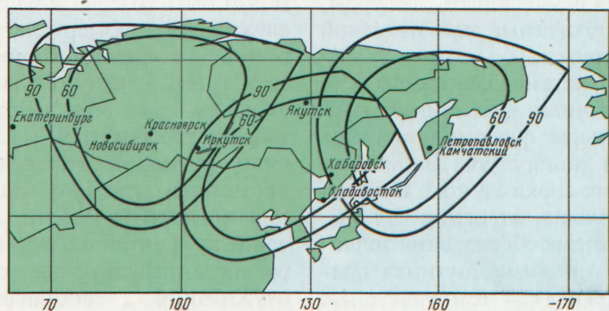 90
60
90
60
60
90
Екатеринбург
Новосибирск
Красноярск
Иркутск
Якутск
Хабаровск
Владивосток
Петропавловск
Камчатский
70 100 130 160 -170